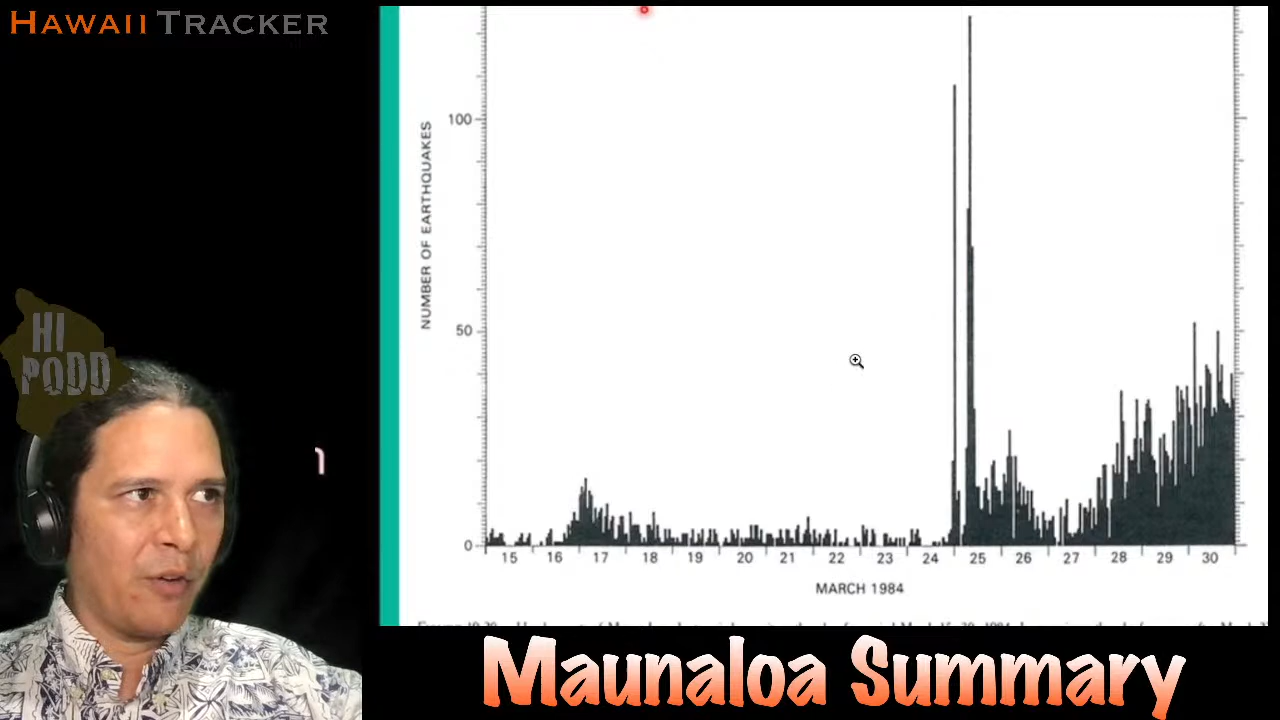 HAWAII TRACKER
HI
PODD
NUMBER OF EARTHQUAKES
100
50
0
15 16 17 18 19 20 21 22 23 24 25 26 27 28 29 30
MARCH 1984
Maunaloa Summary